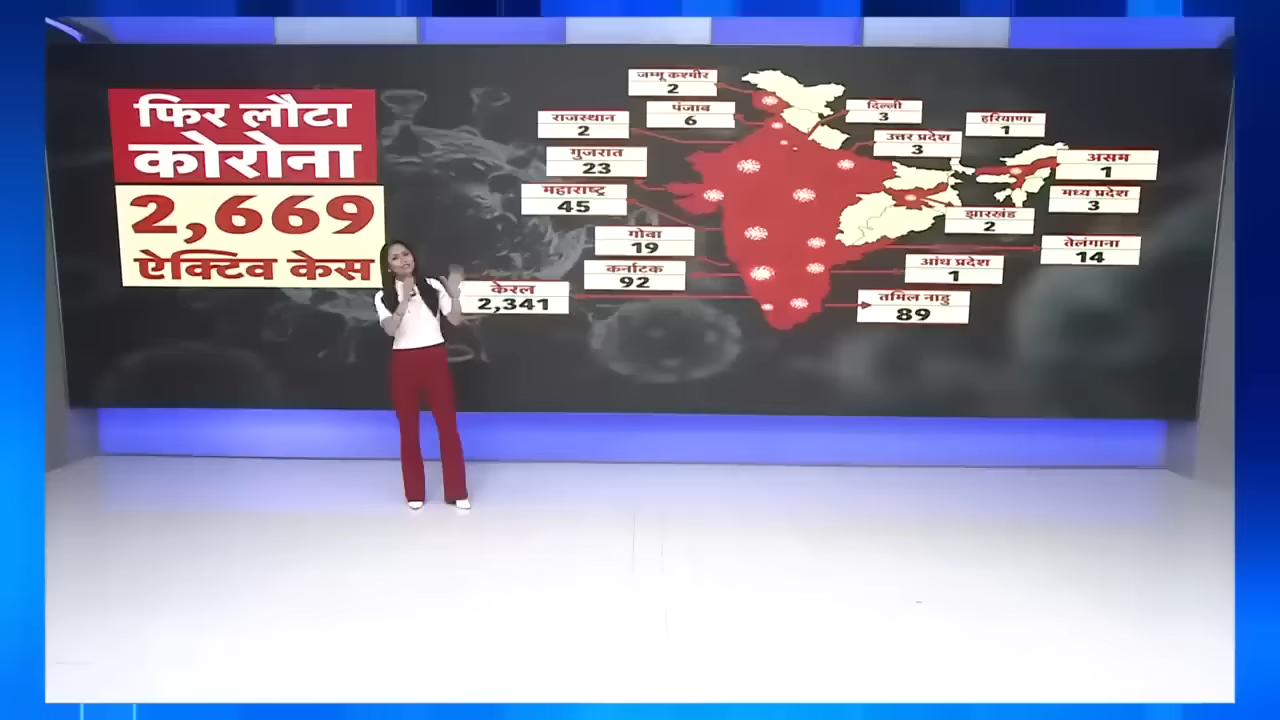 फिर लौटा
कोरोना
2,669
ऐक्टिव केस
जम्मू कश्मीर
2
पंजाब
6
राजस्थान
2
गुजरात
23
महाराष्ट्र
45
गोवा
19
कर्नाटक
92
केरल
2,341
दिल्ली
3
उत्तर प्रदेश
3
हरियाणा
1
असम
1
मध्य प्रदेश
3
झारखंड
2
तेलंगाना
14
आंध प्रदेश
1
तमिल नाडु
89